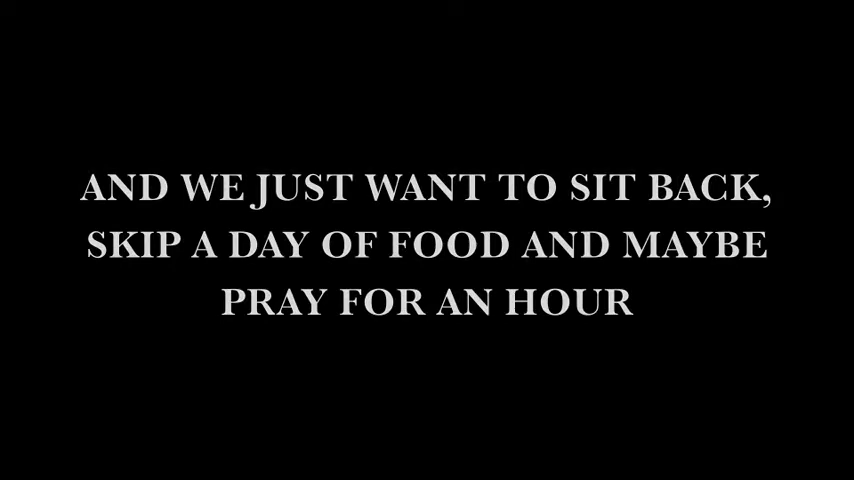 AND WE JUST WANT TO SIT BACK,
SKIP A DAY OF FOOD AND MAYBE
PRAY FOR AN HOUR